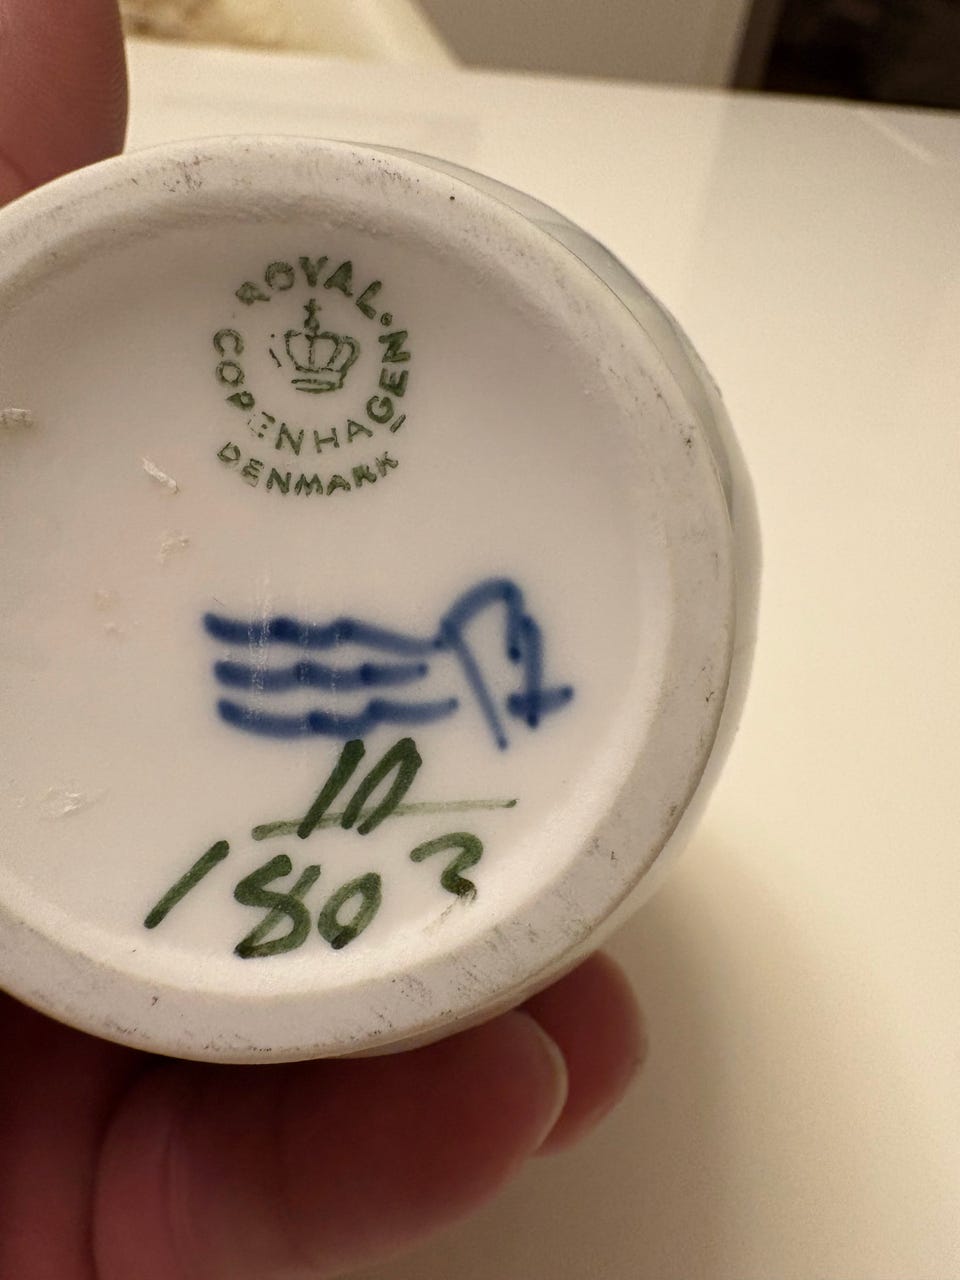 ROYAL
COPENHAGEN
DENMARK
10
1803